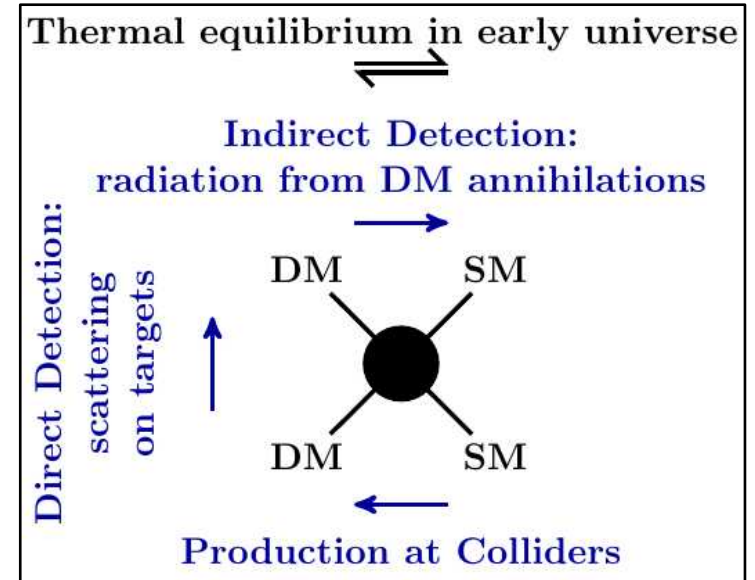 Thermal equilibrium in early universe
Indirect Detection:
radiation from DM annihilations
Direct Detection:
scattering
on targets
DM
SM
DM
SM
Production at Colliders